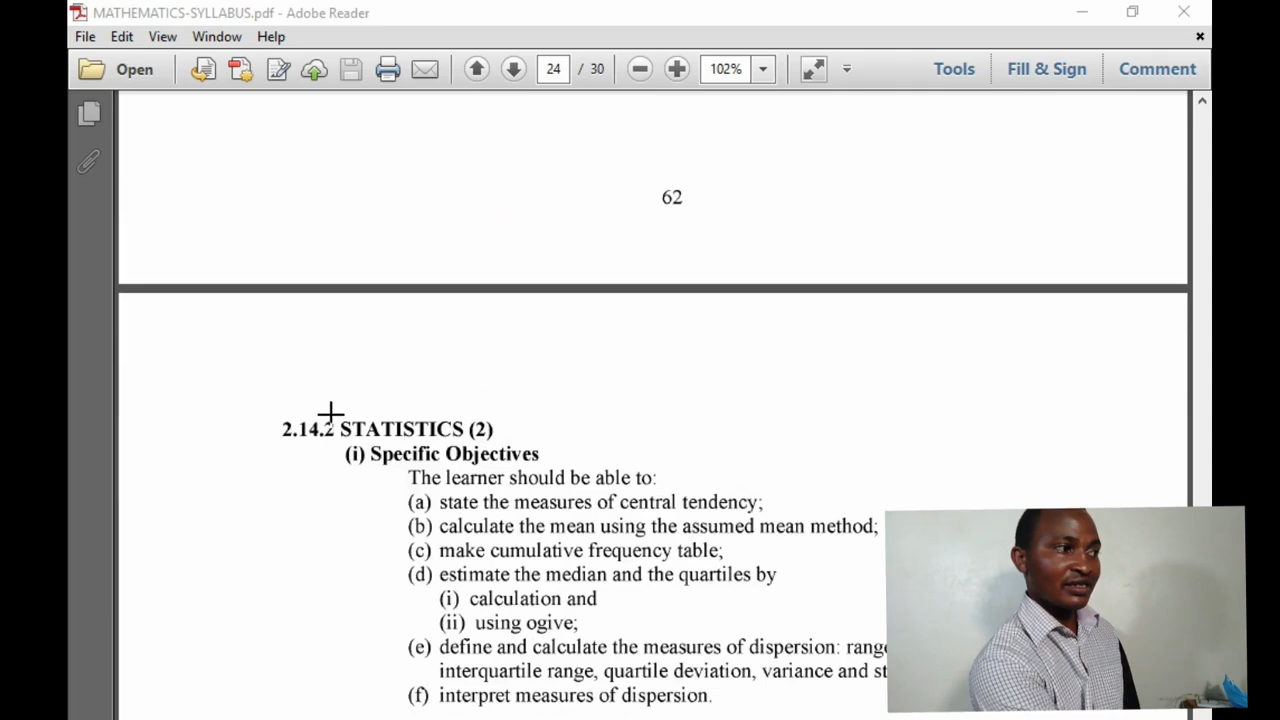 MATHEMATICS-SYLLABUS.pdf - Adobe Reader
File Edit View Window Help
Open 24 / 30 102% Tools Fill & Sign Comment
62
2.14.2 STATISTICS (2)
(i) Specific Objectives
The learner should be able to:
(a) state the measures of central tendency;
(b) calculate the mean using the assumed mean method;
(c) make cumulative frequency table;
(d) estimate the median and the quartiles by
(i) calculation and
(ii) using ogive;
(e) define and calculate the measures of dispersion: range
interquartile range, quartile deviation, variance and st
(f) interpret measures of dispersion.